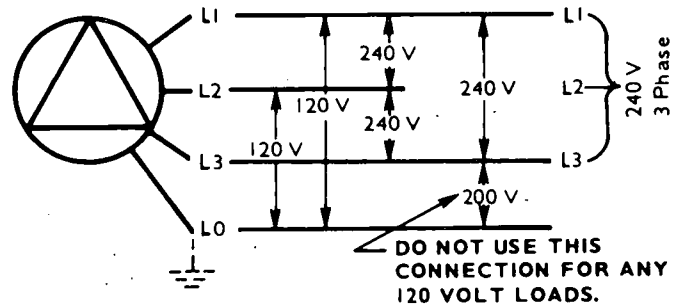 L1
L2
L3
L0
240 V
120 V
240 V
120 V
240 V
200 V
L1
L2
L3
240 V
3 Phase
DO NOT USE THIS
CONNECTION FOR ANY
120 VOLT LOADS.